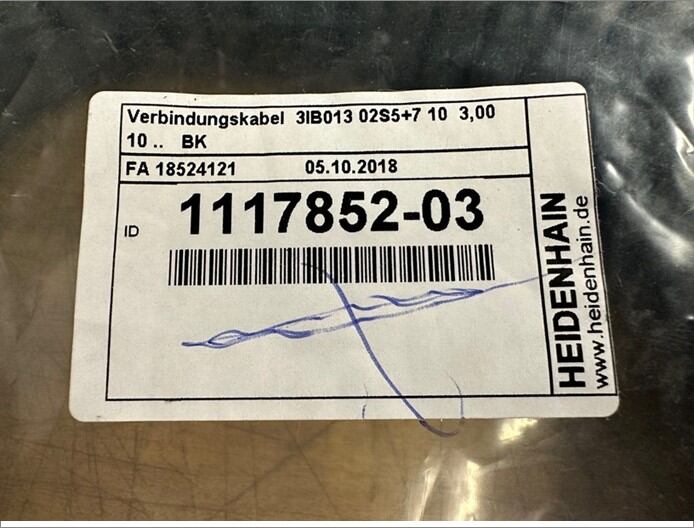 Verbindungskabel 3IB013 02S5+7 10 3,00
10 .. BK
FA 18524121 05.10.2018
ID 1117852-03
HEIDENHAIN
www.heidenhain.de